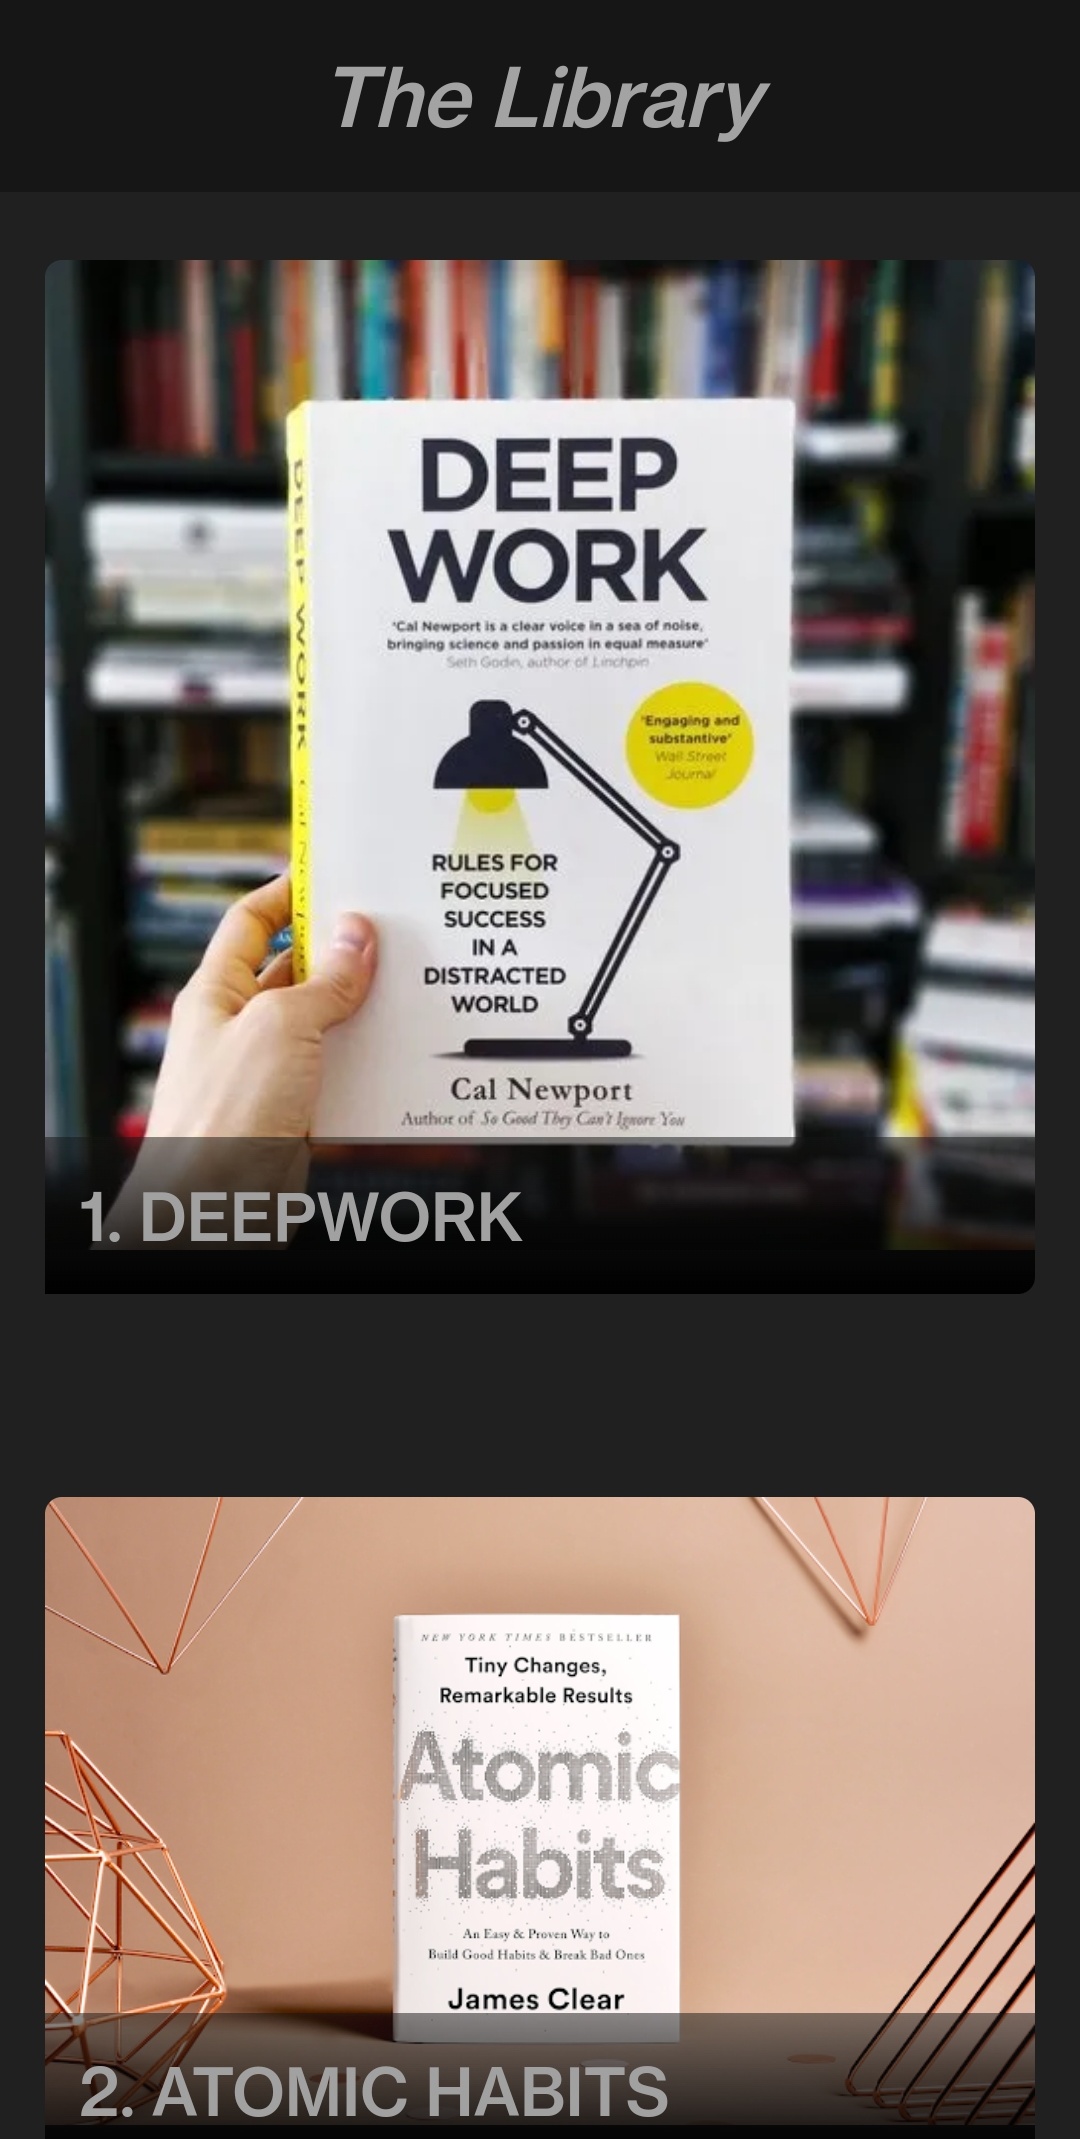 The Library
DEEP
WORK
DEEP WORK
'Cal Newport is a clear voice in a sea of noise,
bringing science and passion in equal measure'
Seth Godin, author of Linchpin
'Engaging and
substantive'
Wall Street
Journal
RULES FOR
FOCUSED
SUCCESS
IN A
DISTRACTED
WORLD
Cal Newport
Author of So Good They Can't Ignore You
1. DEEPWORK
NEW YORK TIMES BESTSELLER
Tiny Changes,
Remarkable Results
Atomic
Habits
An Easy & Proven Way to
Build Good Habits & Break Bad Ones
James Clear
2. ATOMIC HABITS